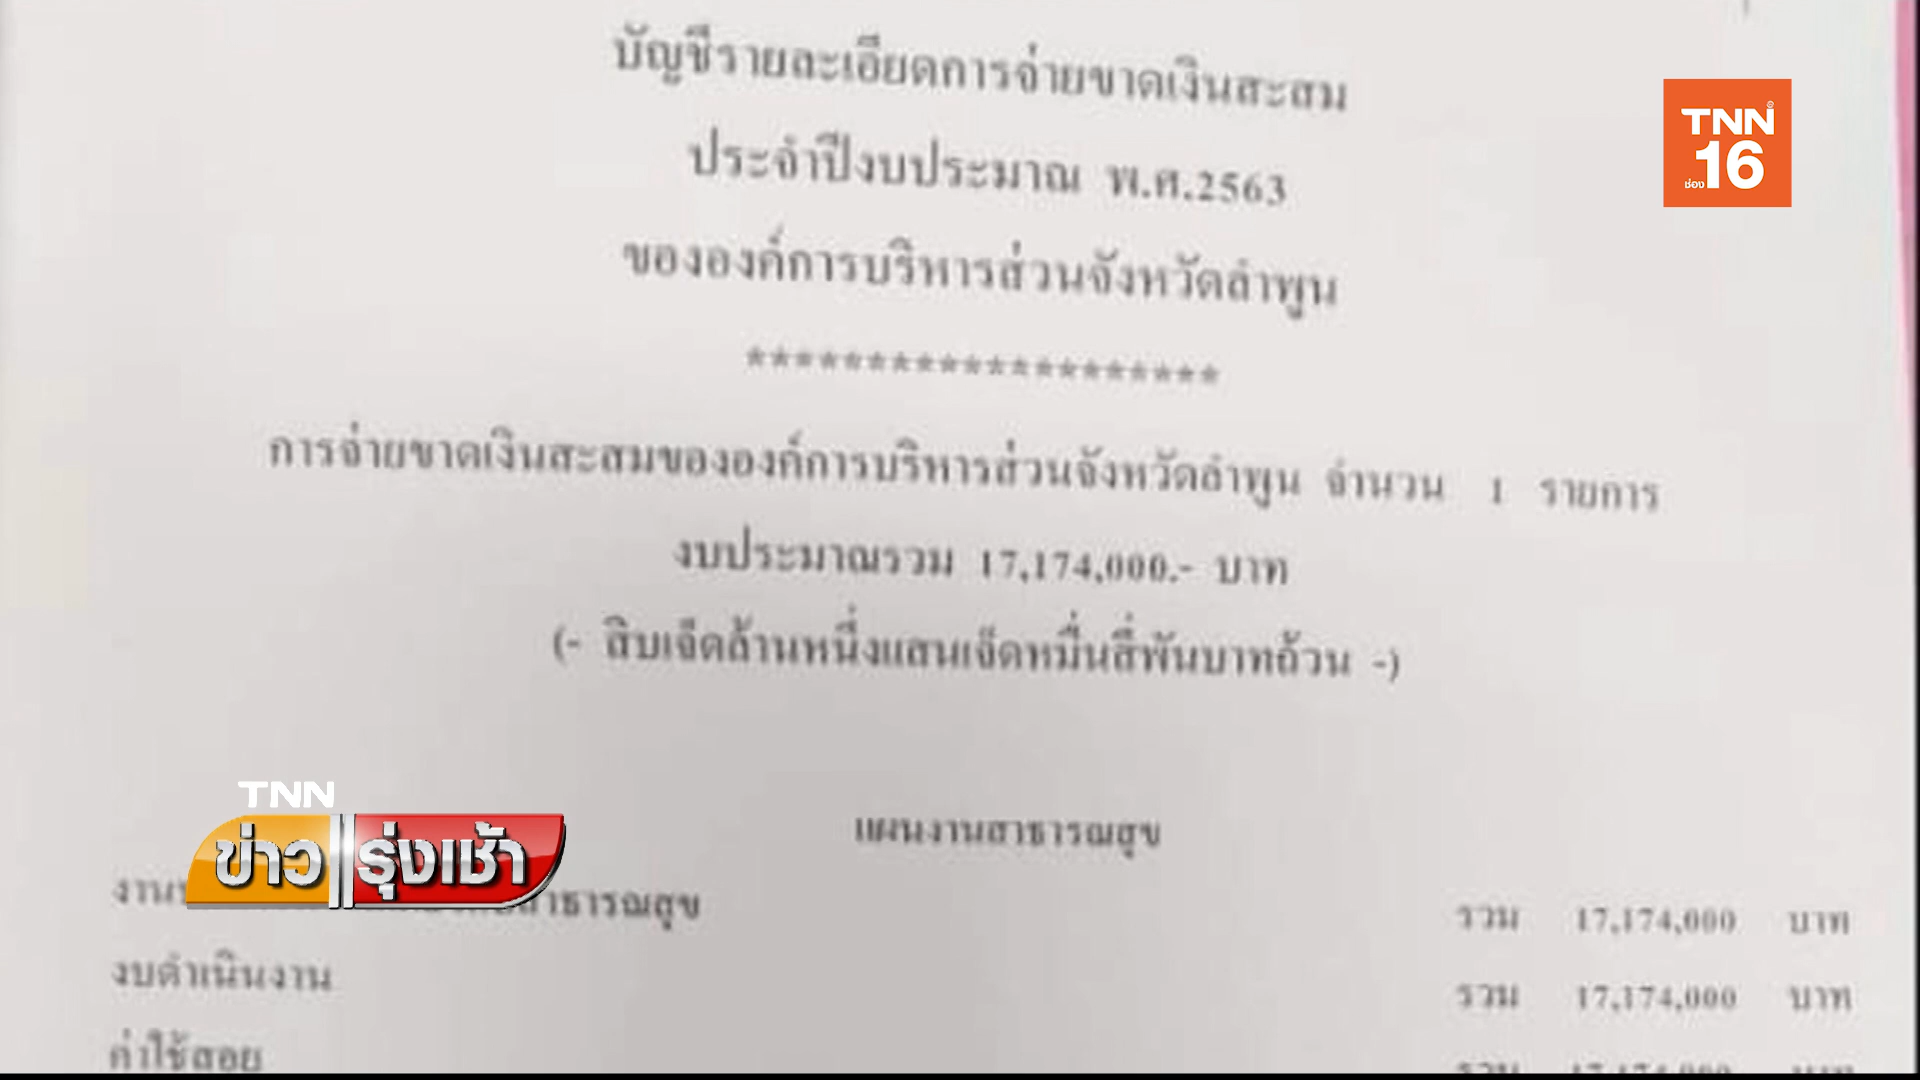 บัญชีรายละเอียดการจ่ายขาดเงินสะสม
TNN
ช่อง 16
ประจำปีงบประมาณ พ.ศ.2563
ขององค์การบริหารส่วนจังหวัดลำพูน
********************
การจ่ายขาดเงินสะสมขององค์การบริหารส่วนจังหวัดลำพูน จำนวน 1 รายการ
งบประมาณรวม 17,174,000.- บาท
(- สิบเจ็ดล้านหนึ่งแสนเจ็ดหมื่นสี่พันบาทถ้วน -)
TNN
ข่าวรุ่งเช้า
แผนงานสาธารณสุข
สาธารณสุข รวม 17,174,000 บาท
งบดำเนินงาน รวม 17,174,000 บาท
ค่าใช้สอย รวม 17,174,000 บาท